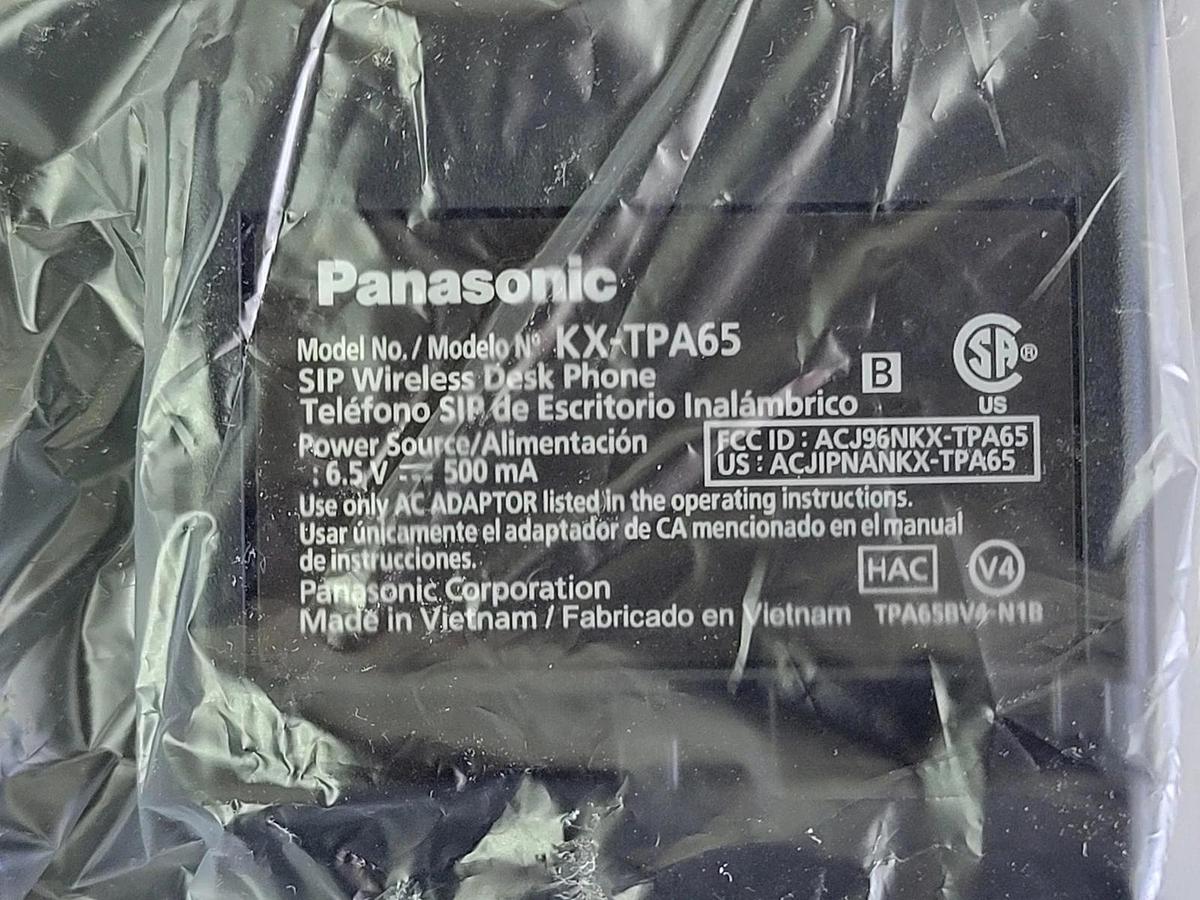 Panasonic
Model No. / Modelo N° KX-TPA65
SIP Wireless Desk Phone
B
SA® US
Teléfono SIP de Escritorio Inalámbrico
Power Source/Alimentación
: 6.5 V ⎓ 500 mA
FCC ID : ACJ96NKX-TPA65
US : ACJIPNANKX-TPA65
Use only AC ADAPTOR listed in the operating instructions.
Usar únicamente el adaptador de CA mencionado en el manual
de instrucciones.
HAC
V4
Panasonic Corporation
Made in Vietnam / Fabricado en Vietnam TPA65BV4-N1B